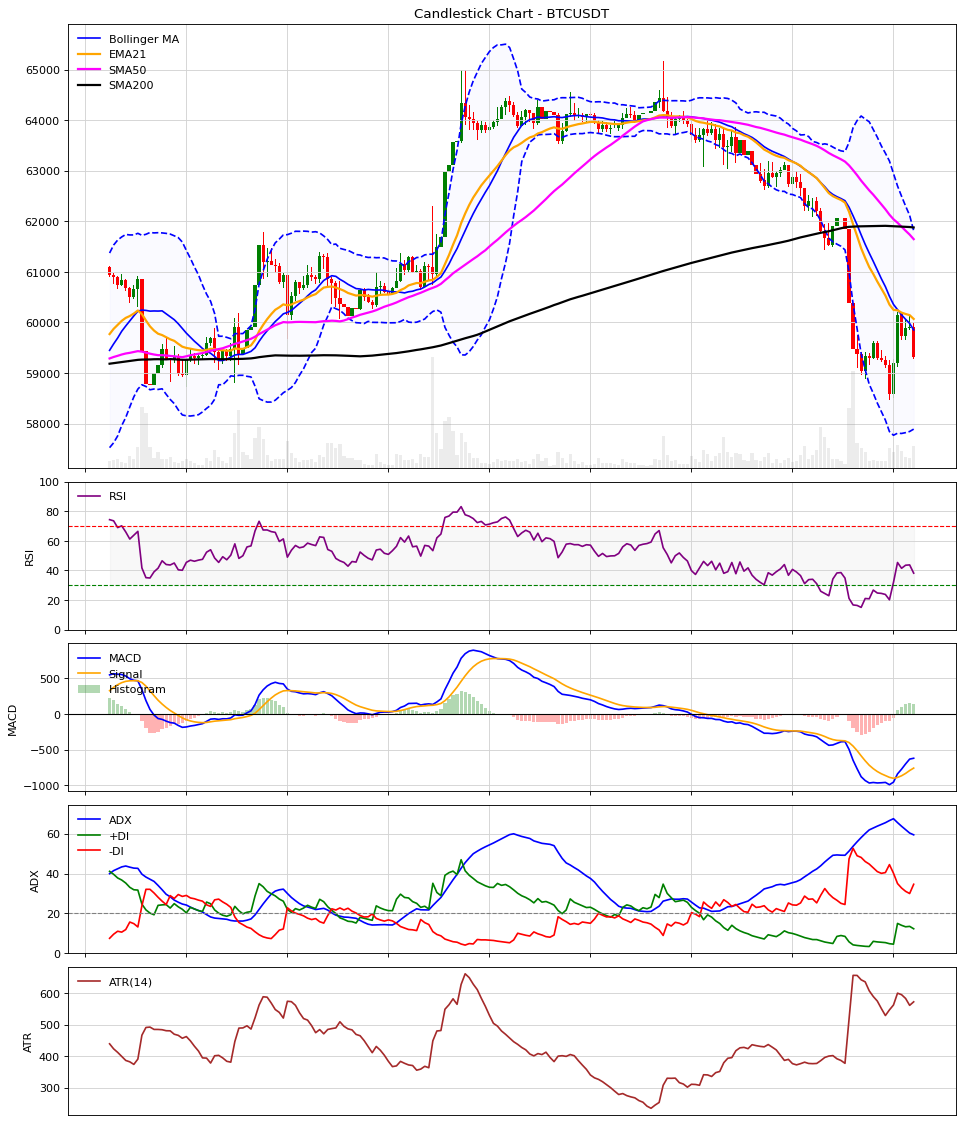 Candlestick Chart - BTCUSDT
Bollinger MA
EMA21
SMA50
SMA200
65000
64000
63000
62000
61000
60000
59000
58000
RSI
RSI
100
80
60
40
20
0
MACD
Signal
Histogram
MACD
500
0
−500
−1000
ADX
+DI
-DI
ADX
60
40
20
0
ATR(14)
ATR
600
500
400
300